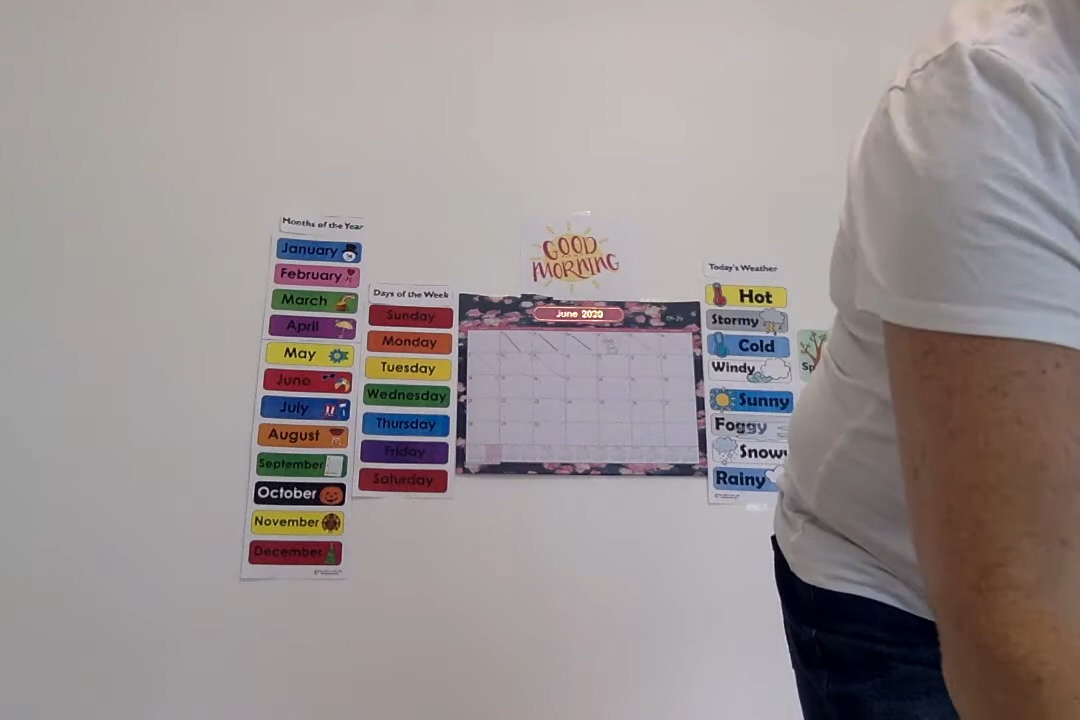 Months of the Year
January
February
March
April
May
June
July
August
September
October
November
December
Days of the Week
Sunday
Monday
Tuesday
Wednesday
Thursday
Friday
Saturday
GOOD
MORNING
June 2020
Today's Weather
Hot
Stormy
Cold
Windy
Sunny
Foggy
Snow
Rainy
Sp